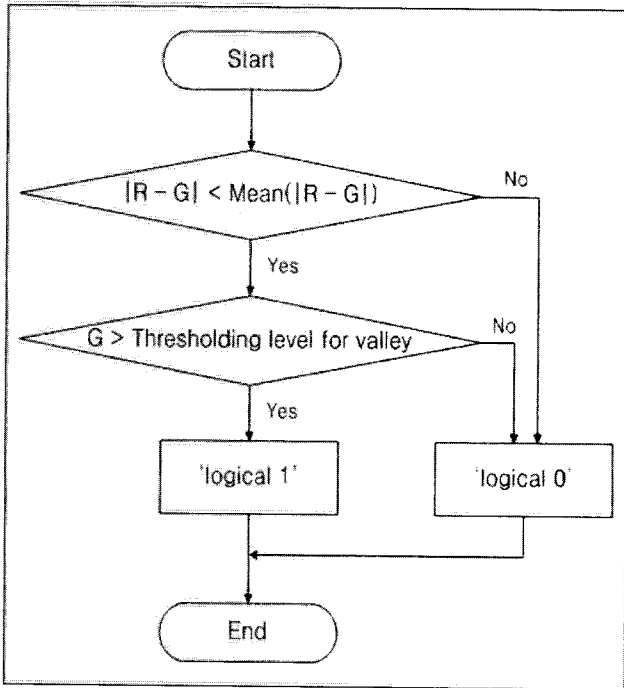 Start
|R - G| < Mean(|R - G|)
No
Yes
G > Thresholding level for valley
No
Yes
'logical 1'
'logical 0'
End